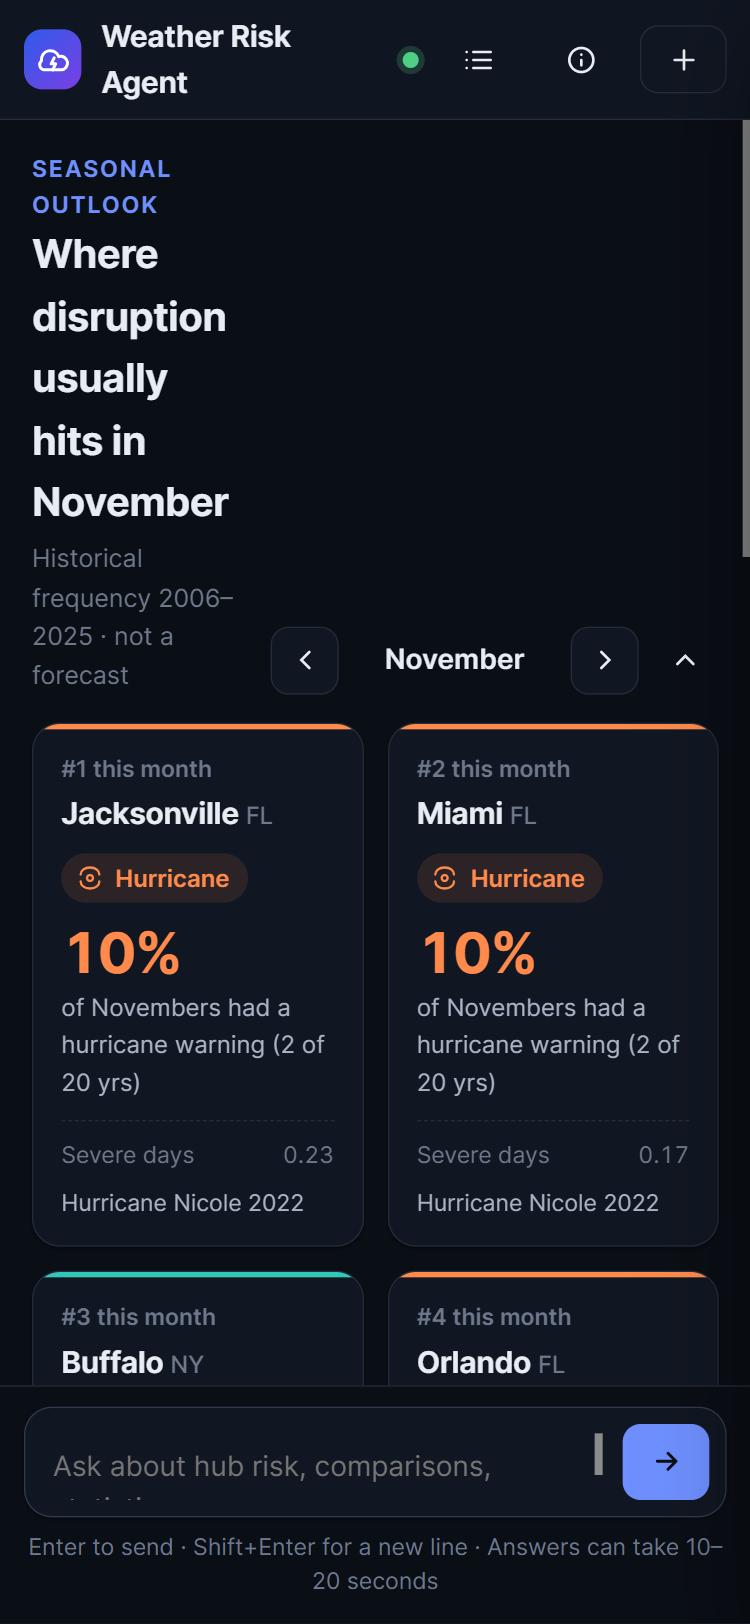 Weather Risk
Agent
SEASONAL
OUTLOOK
Where
disruption
usually
hits in
November
Historical
frequency 2006–
2025 · not a
forecast
November
#1 this month
Jacksonville FL
Hurricane
10%
of Novembers had a
hurricane warning (2 of
20 yrs)
Severe days 0.23
Hurricane Nicole 2022
#2 this month
Miami FL
Hurricane
10%
of Novembers had a
hurricane warning (2 of
20 yrs)
Severe days 0.17
Hurricane Nicole 2022
#3 this month
Buffalo NY
#4 this month
Orlando FL
Ask about hub risk, comparisons,
Enter to send · Shift+Enter for a new line · Answers can take 10–
20 seconds